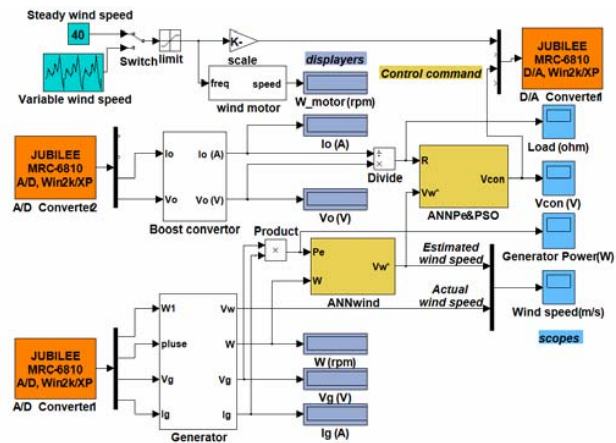 Steady wind speed
40
Switch
limit
K-
scale
displayers
Variable wind speed
freq
speed
wind motor
W_motor (rpm)
Control command
JUBILEE
MRC-6810
D/A, Win2k/XP
D/A Converter1
JUBILEE
MRC-6810
A/D, Win2k/XP
A/D Converter2
Io
Vo
Io (A)
Vo (V)
Boost convertor
Io (A)
Vo (V)
÷
×
Divide
R
Vw*
Vcon
ANNPe&PSO
Load (ohm)
Vcon (V)
Product
×
Pe
W
Vw*
ANNwind
Estimated
wind speed
Actual
wind speed
Generator Power(W)
Wind speed(m/s)
scopes
JUBILEE
MRC-6810
A/D, Win2k/XP
A/D Converter1
W1
pluse
Vg
Ig
Vw
W
Vg
Ig
Generator
W (rpm)
Vg (V)
Ig (A)